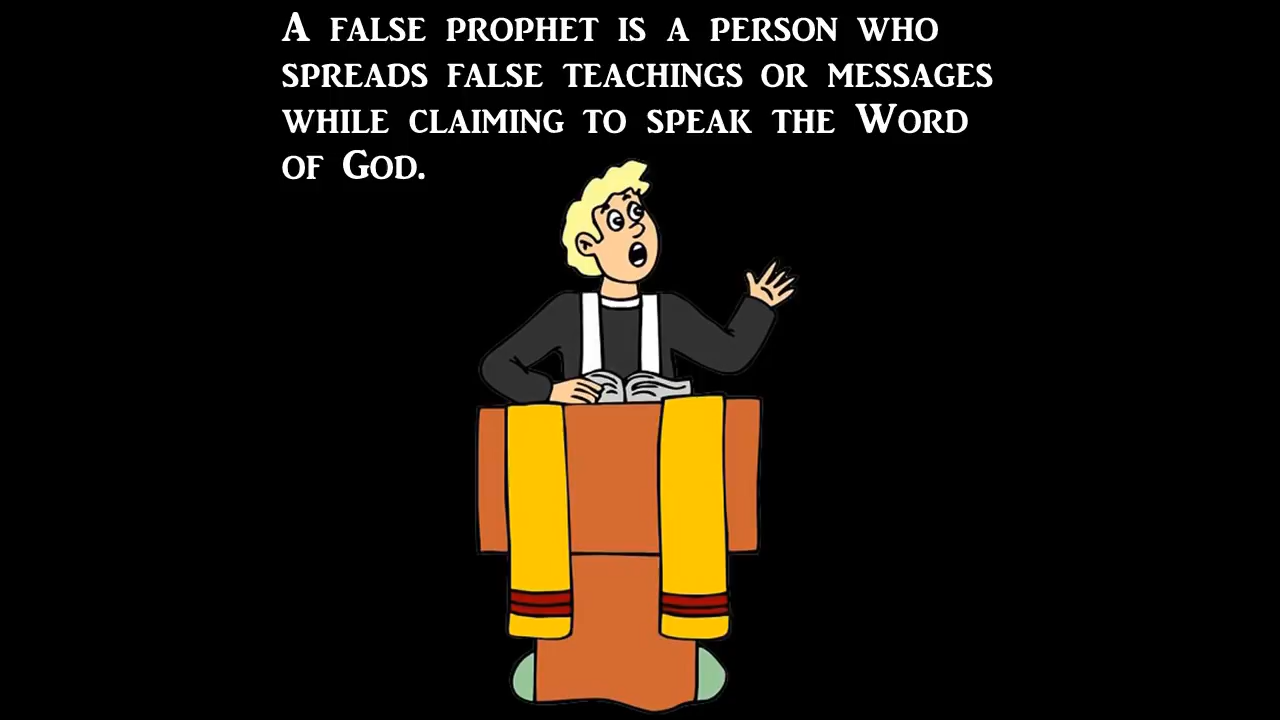 A false prophet is a person who
spreads false teachings or messages
while claiming to speak the Word
of God.